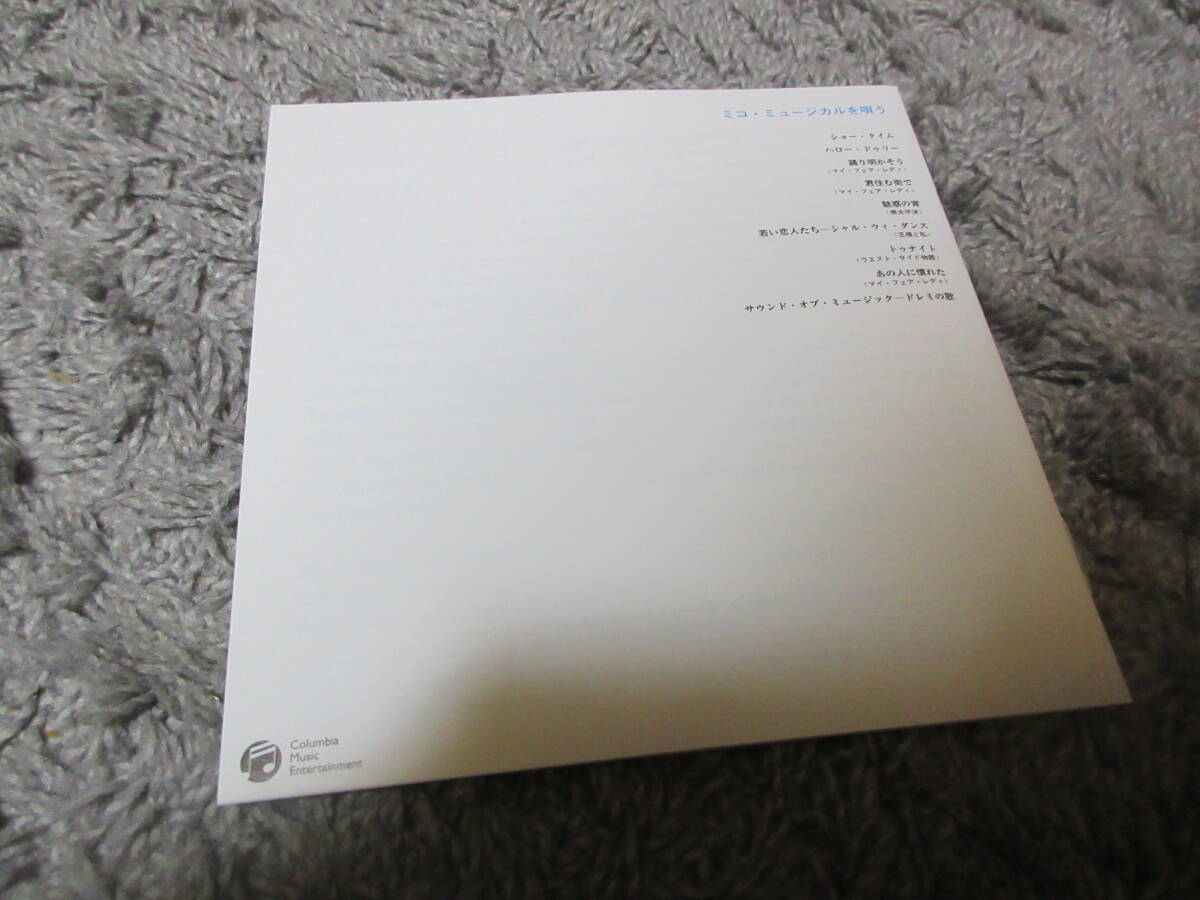 ミコ・ミュージカルを唄う
ショー・タイム
ハロー・ドゥリー
踊り明かそう
(マイ・フェア・レディ)
君住む街で
(マイ・フェア・レディ)
魅惑の宵
(南太平洋)
若い恋人たち―シャル・ウィ・ダンス
(王様と私)
トゥナイト
(ウエスト・サイド物語)
あの人に慣れた
(マイ・フェア・レディ)
サウンド・オブ・ミュージック―ドレミの歌
Columbia
Music
Entertainment